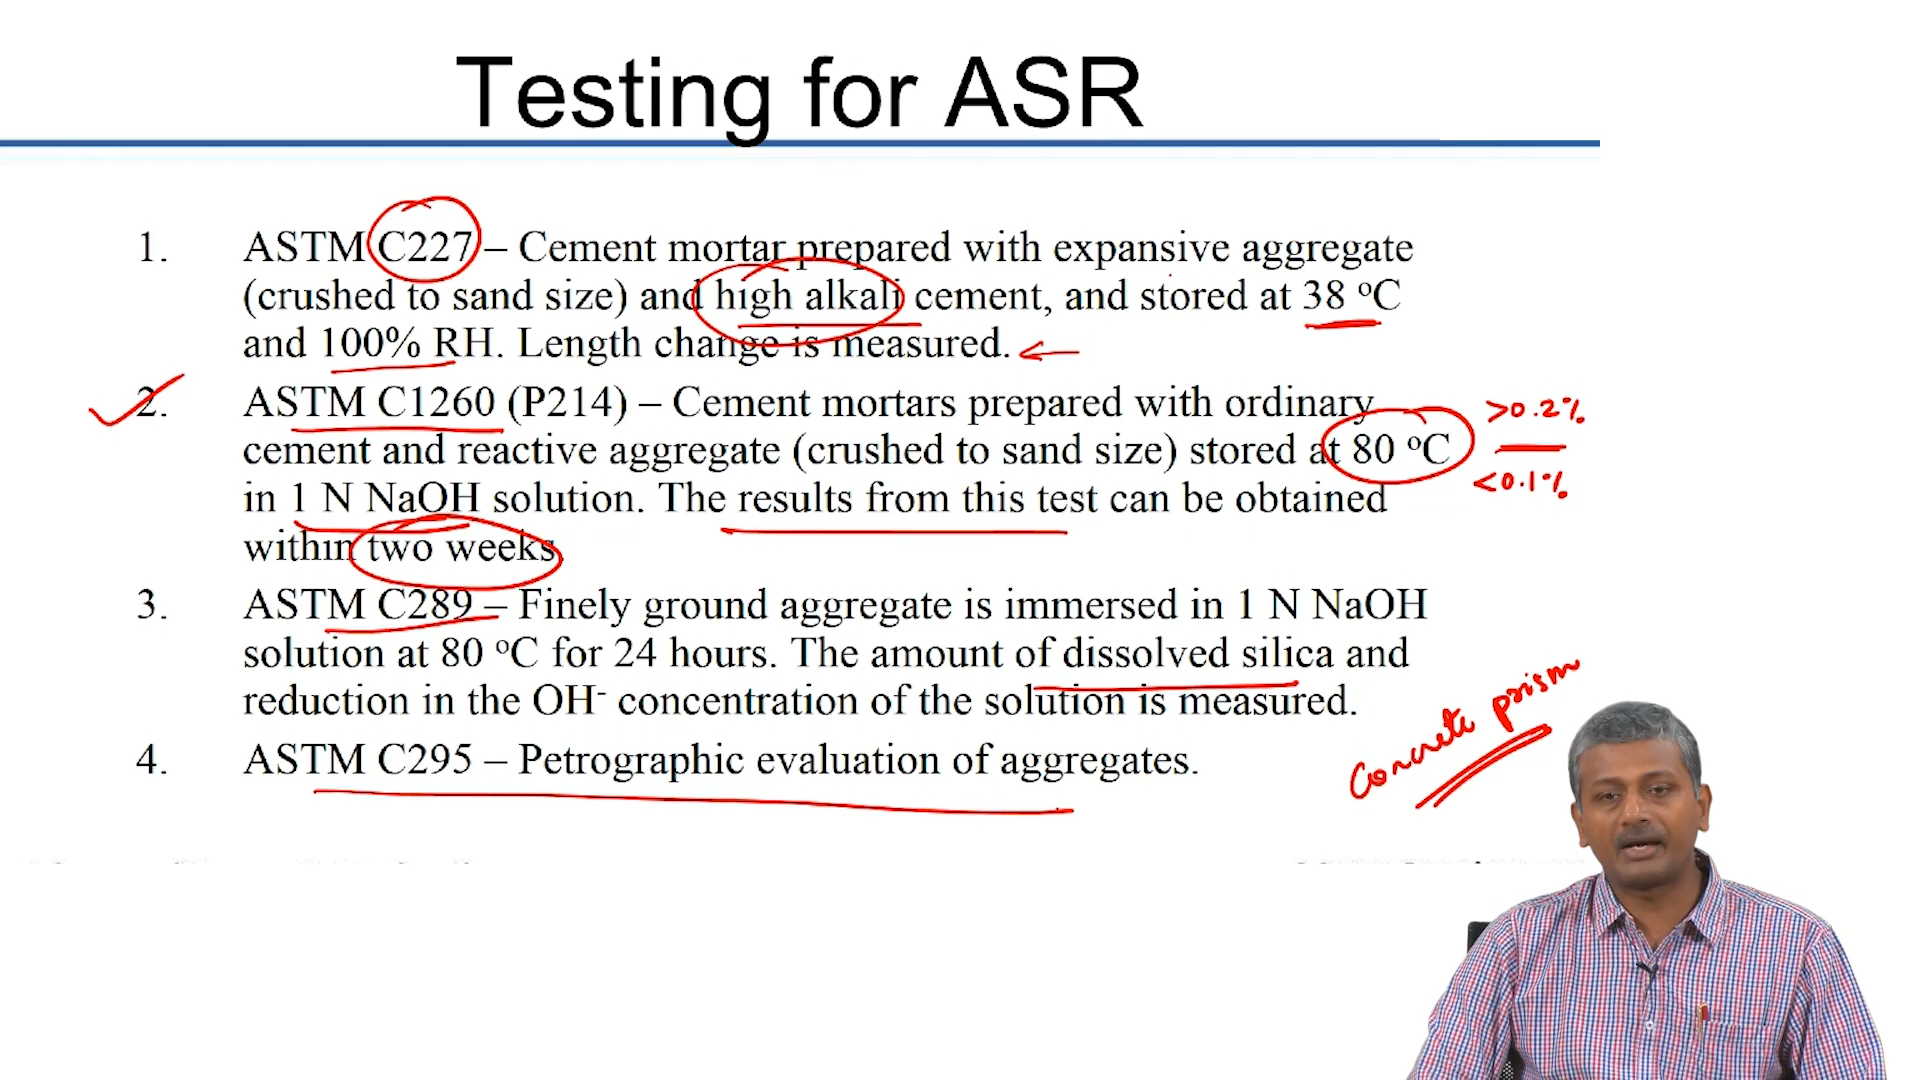 Testing for ASR
1. ASTM C227 – Cement mortar prepared with expansive aggregate
(crushed to sand size) and high alkali cement, and stored at 38 °C
and 100% RH. Length change is measured.
2. ASTM C1260 (P214) – Cement mortars prepared with ordinary
cement and reactive aggregate (crushed to sand size) stored at 80 °C
in 1 N NaOH solution. The results from this test can be obtained
within two weeks
>0.2%
<0.1%
3. ASTM C289 – Finely ground aggregate is immersed in 1 N NaOH
solution at 80 °C for 24 hours. The amount of dissolved silica and
reduction in the OH⁻ concentration of the solution is measured.
4. ASTM C295 – Petrographic evaluation of aggregates.
Concrete prism